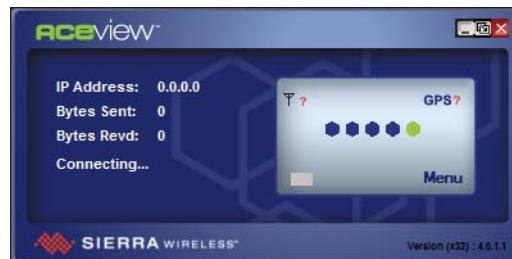 ACEview™
IP Address: 0.0.0.0
Bytes Sent: 0
Bytes Revd: 0
Connecting...
?
GPS?
Menu
SIERRA WIRELESS®
Version (x32) : 4.0.1.1